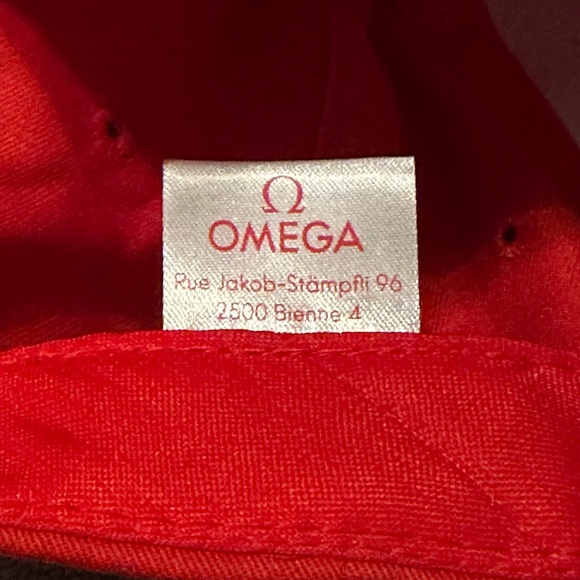 Ω
OMEGA
Rue Jakob-Stämpfli 96
2500 Bienne 4